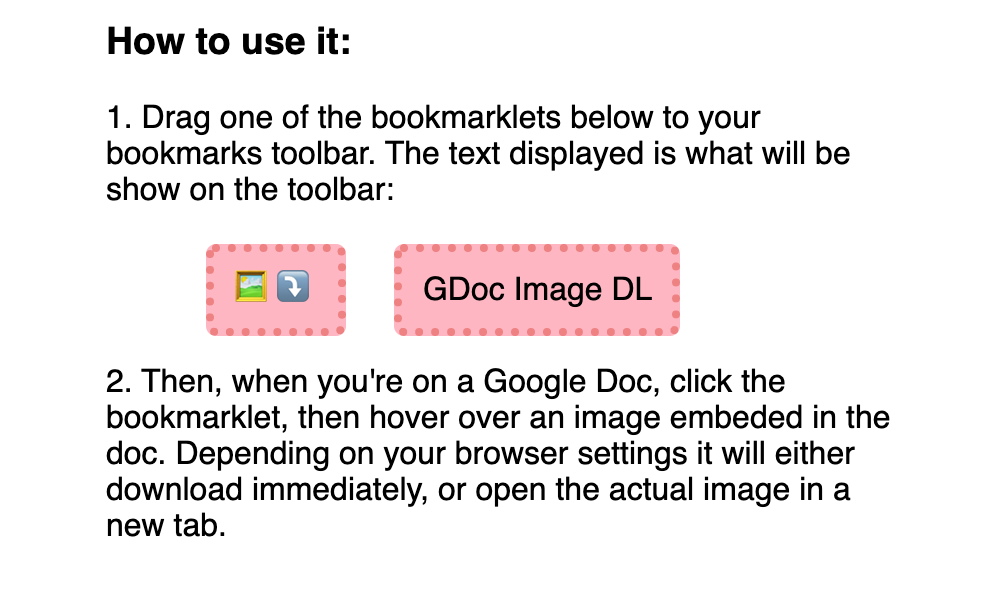 How to use it:
1. Drag one of the bookmarklets below to your
bookmarks toolbar. The text displayed is what will be
show on the toolbar:
🖼️ ⤵️
GDoc Image DL
2. Then, when you're on a Google Doc, click the
bookmarklet, then hover over an image embeded in the
doc. Depending on your browser settings it will either
download immediately, or open the actual image in a
new tab.